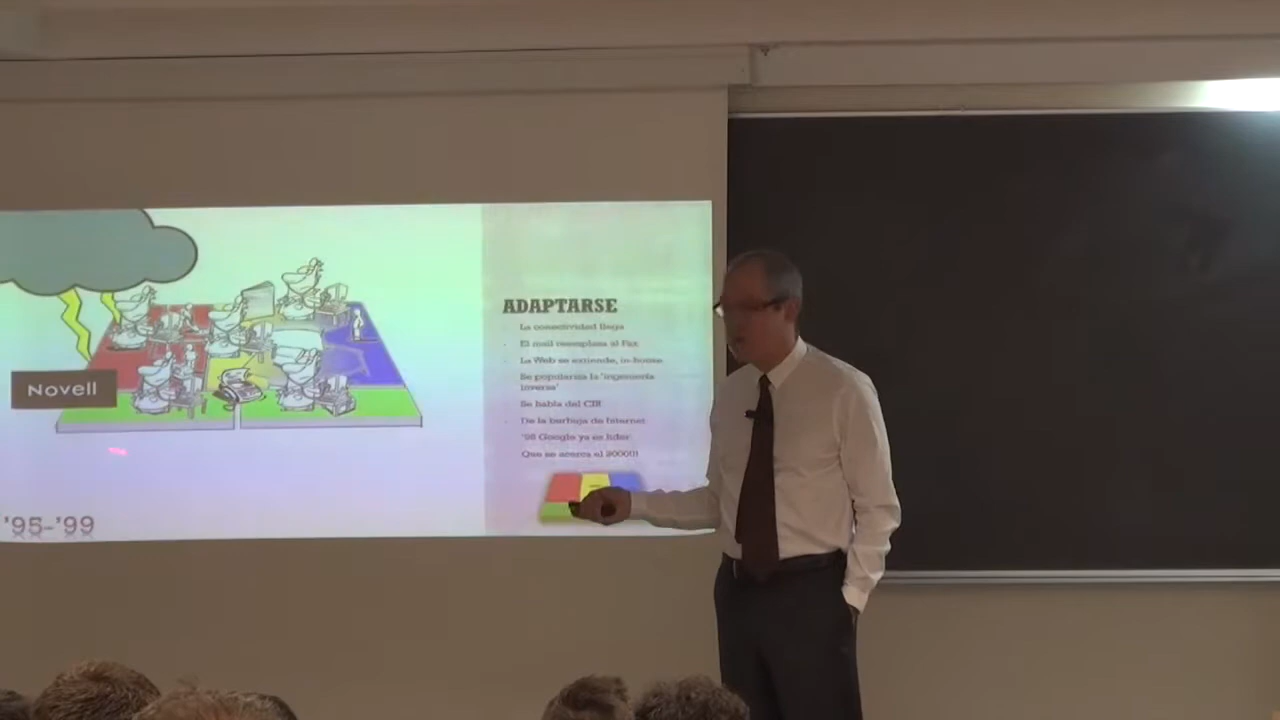 Novell
'95-'99
ADAPTARSE
La conectividad llega
El mail reemplaza al Fax
La Web se extiende, in-house
Se populariza la 'ingeniería
inversa'
Se habla del CIR
De la burbuja de Internet
'98 Google ya es líder
Que se acerca el 2000!!!